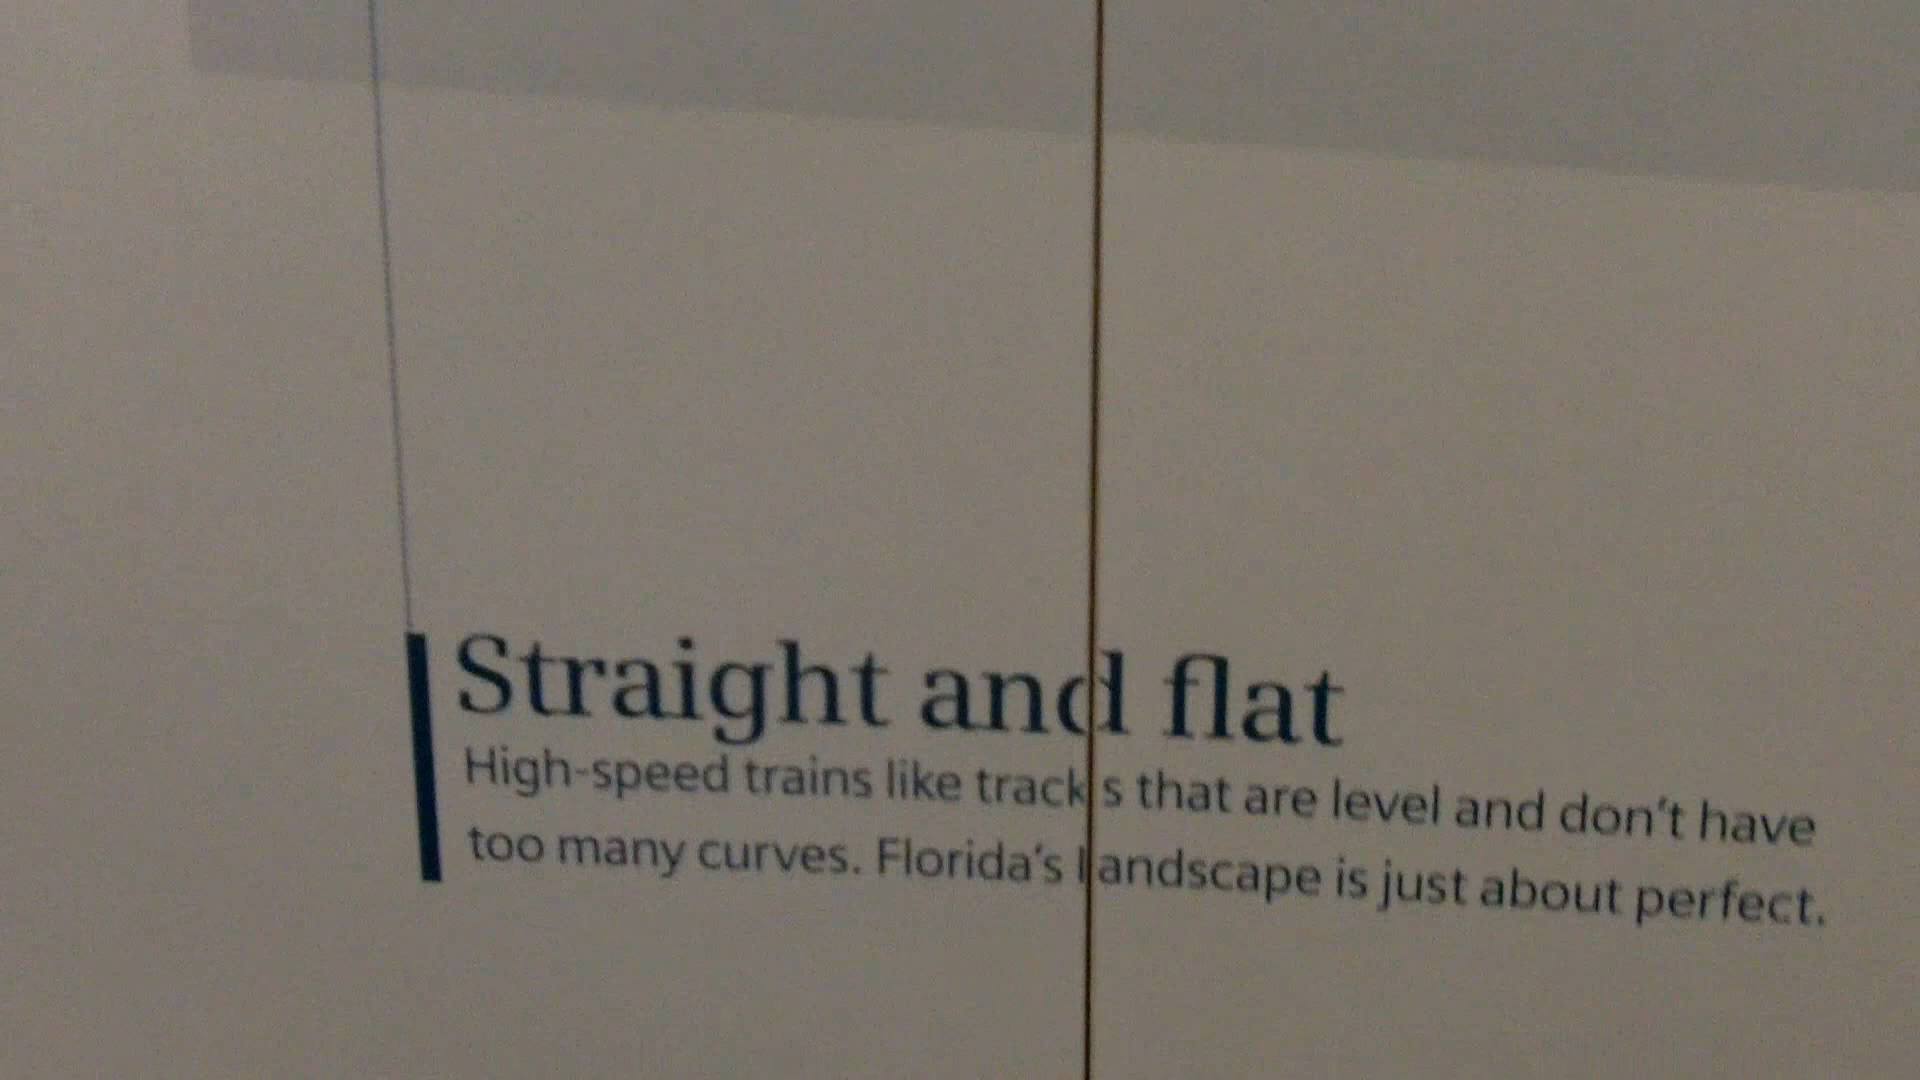 Straight and flat
High-speed trains like tracks that are level and don't have
too many curves. Florida's landscape is just about perfect.